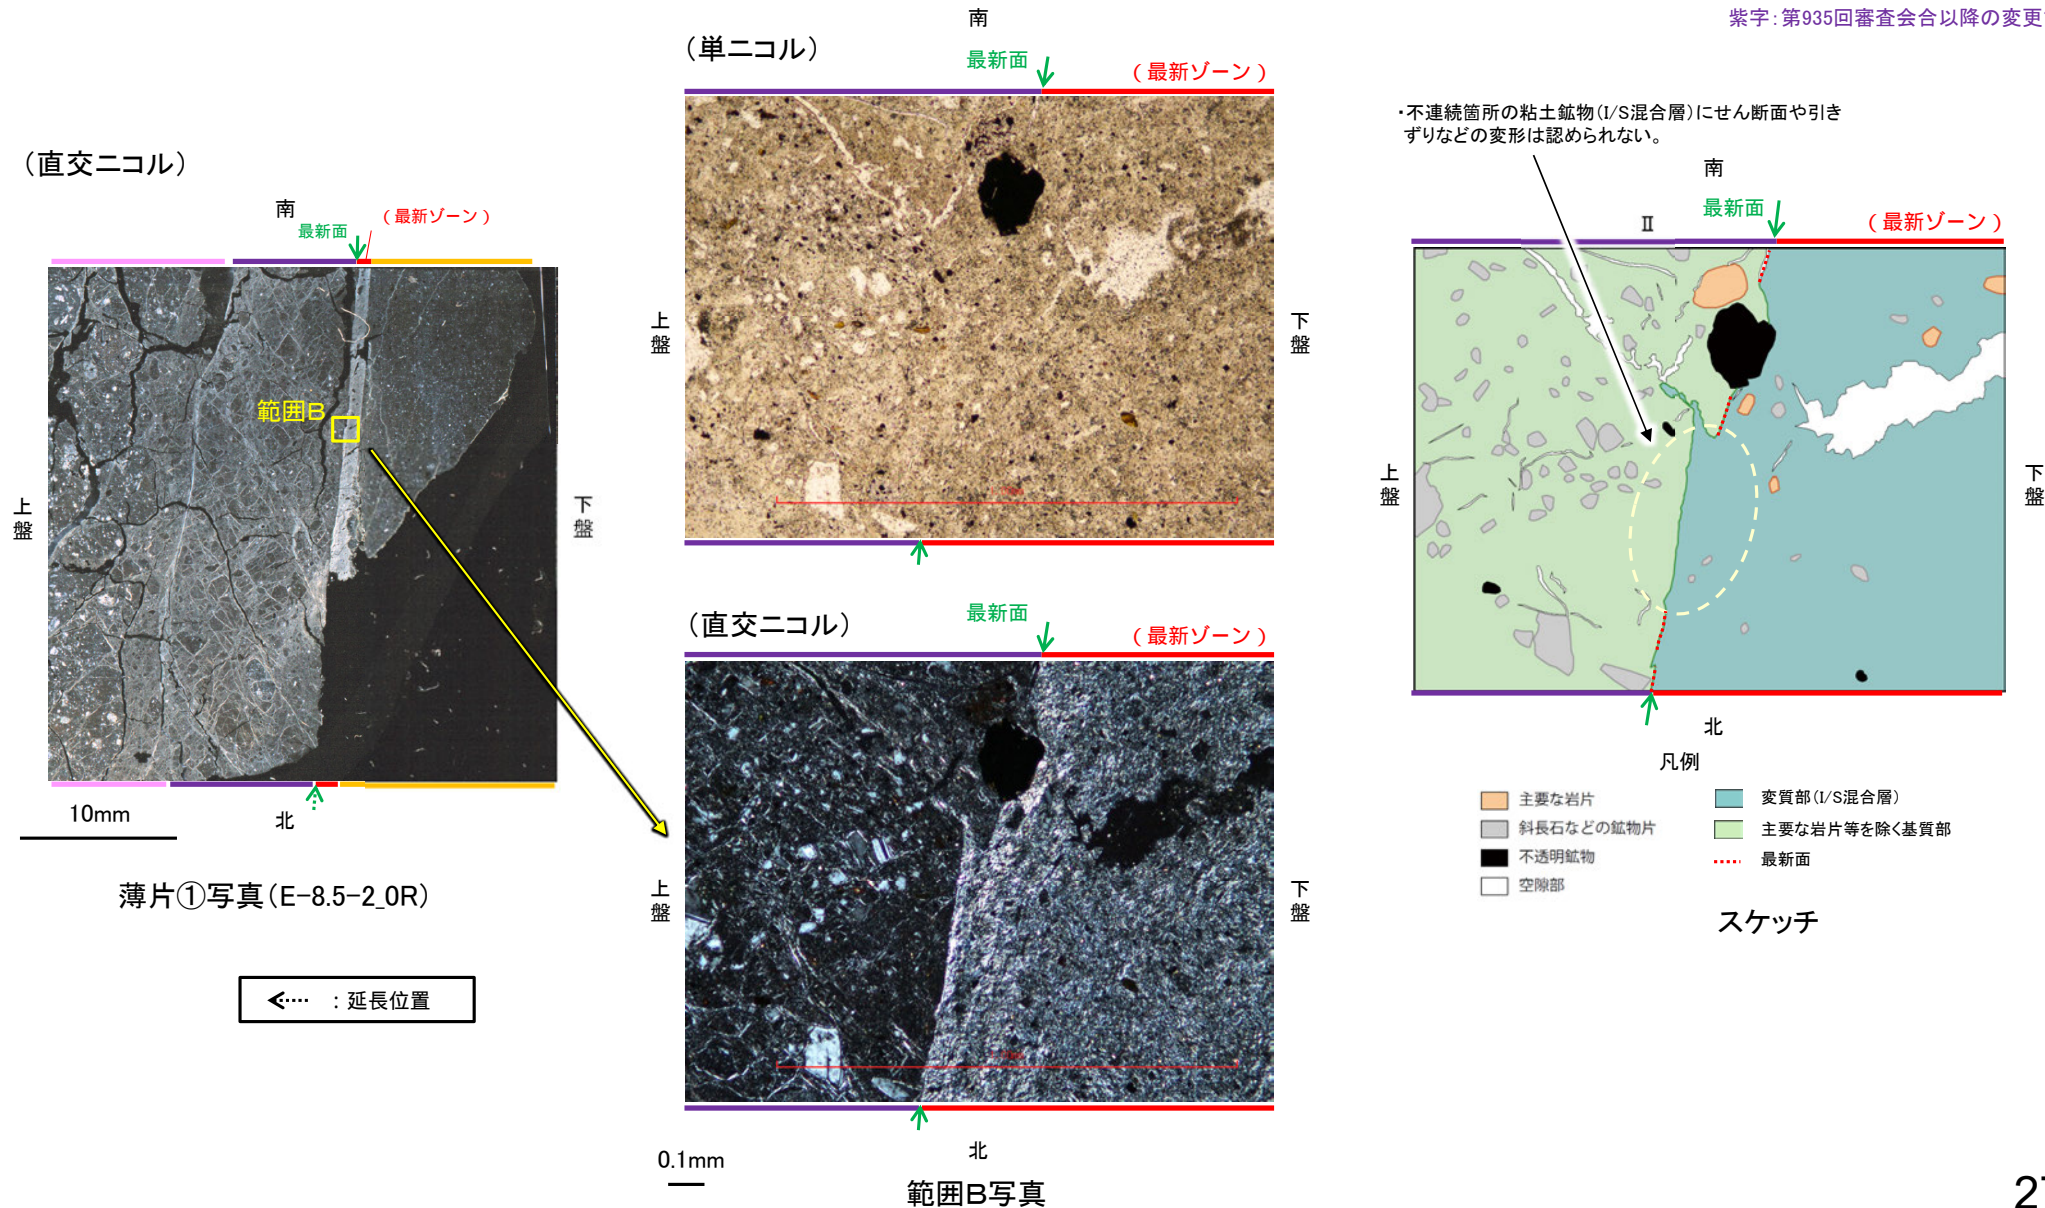 紫字：第935回審査会合以降の変更
（直交ニコル）
南
最新面
（最新ゾーン）
範囲B
上盤
下盤
10mm
北
薄片①写真（E-8.5-2_0R）
：延長位置
南
（単ニコル）
最新面
（最新ゾーン）
上盤
下盤
（直交ニコル）
最新面
（最新ゾーン）
上盤
下盤
北
0.1mm
範囲B写真
・不連続箇所の粘土鉱物（I/S混合層）にせん断面や引き
ずりなどの変形は認められない。
南
最新面
（最新ゾーン）
II
上盤
下盤
北
凡例
主要な岩片
斜長石などの鉱物片
不透明鉱物
空隙部
変質部（I/S混合層）
主要な岩片等を除く基質部
最新面
スケッチ